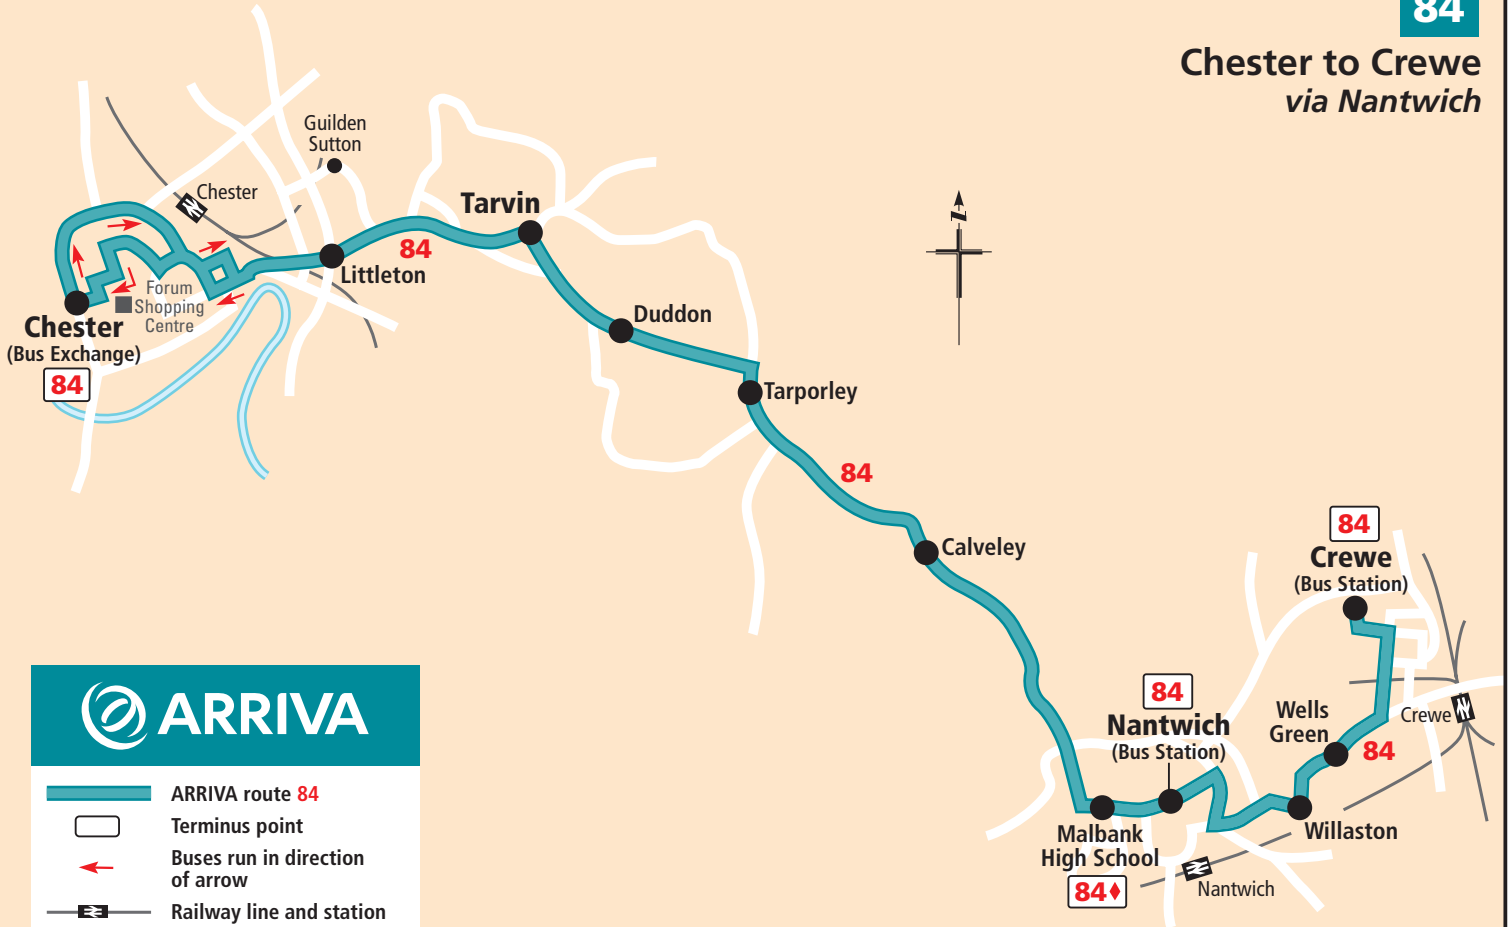 84
Chester to Crewe
via Nantwich
Guilden
Sutton
Chester
Tarvin
84
Littleton
Forum
Shopping
Centre
Chester
(Bus Exchange)
84
Duddon
N
Tarporley
84
Calveley
84
Crewe
(Bus Station)
84
Nantwich
(Bus Station)
Wells
Green
84
Crewe
Willaston
Malbank
High School
84♦
Nantwich
ARRIVA
ARRIVA route 84
Terminus point
Buses run in direction
of arrow
Railway line and station